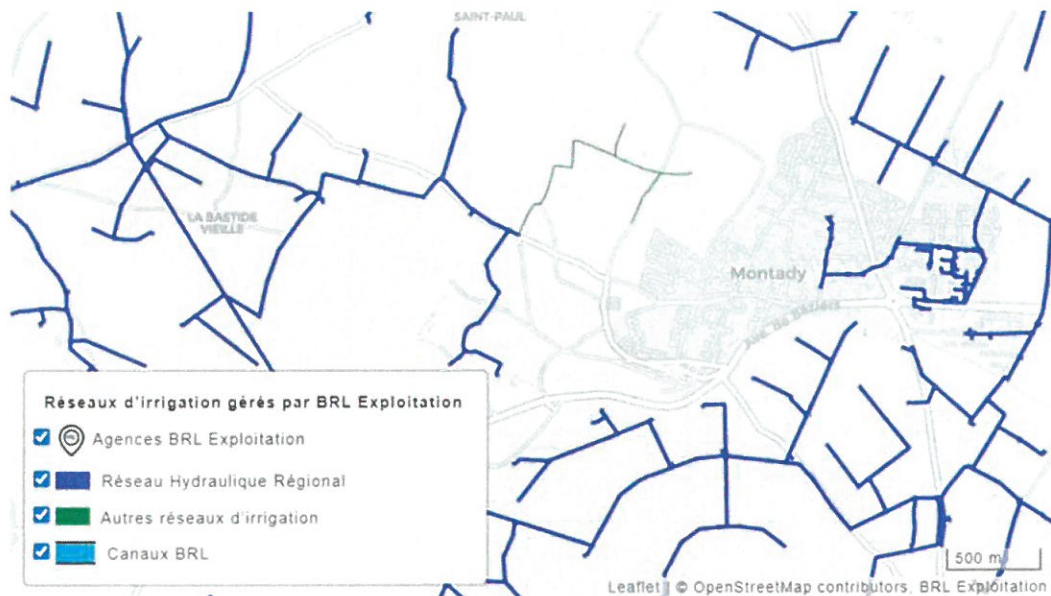 SAINT-PAUL
LA BASTIDE
VIEILLE
Montady
Ave de Béziers
Réseaux d'irrigation gérés par BRL Exploitation
Agences BRL Exploitation
Réseau Hydraulique Régional
Autres réseaux d'irrigation
Canaux BRL
500 m
Leaflet | © OpenStreetMap contributors, BRL Exploitation